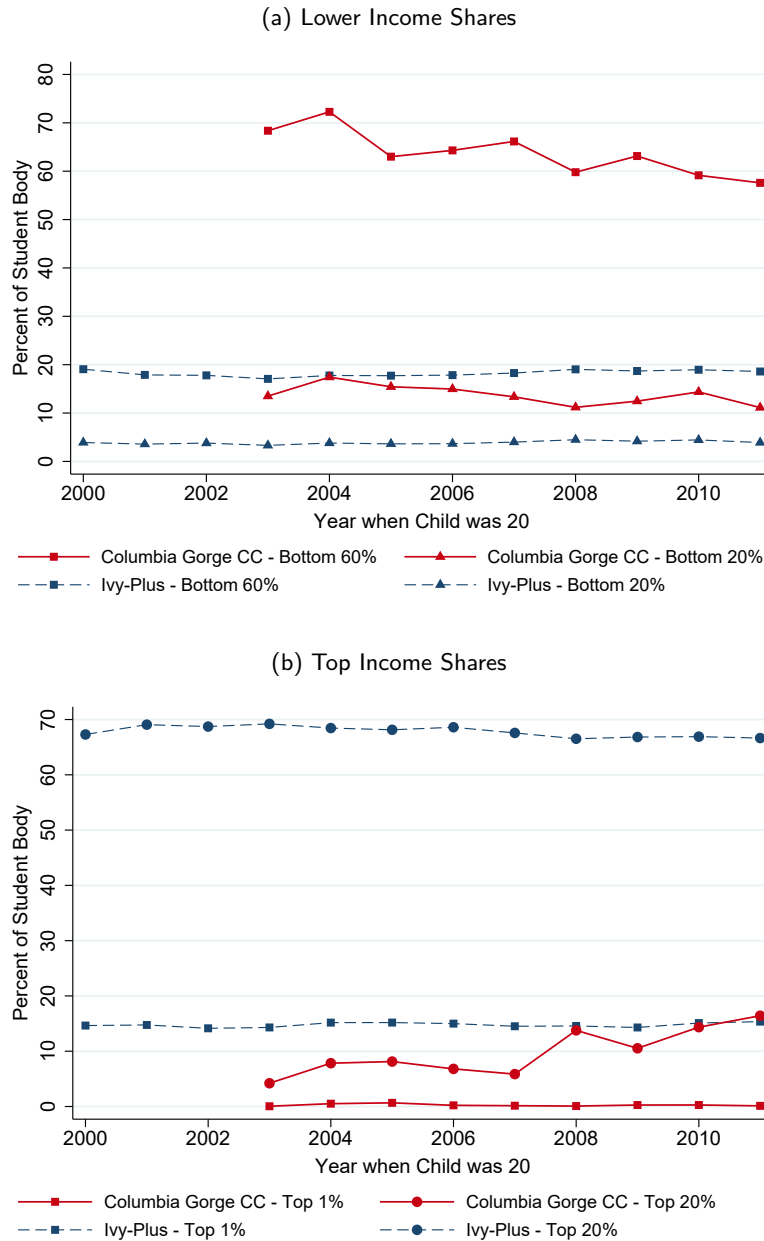 (a) Lower Income Shares
Percent of Student Body
80
70
60
50
40
30
20
10
0
2000 2002 2004 2006 2008 2010
Year when Child was 20
Columbia Gorge CC - Bottom 60% Columbia Gorge CC - Bottom 20%
Ivy-Plus - Bottom 60% Ivy-Plus - Bottom 20%
(b) Top Income Shares
Percent of Student Body
70
60
50
40
30
20
10
0
2000 2002 2004 2006 2008 2010
Year when Child was 20
Columbia Gorge CC - Top 1% Columbia Gorge CC - Top 20%
Ivy-Plus - Top 1% Ivy-Plus - Top 20%